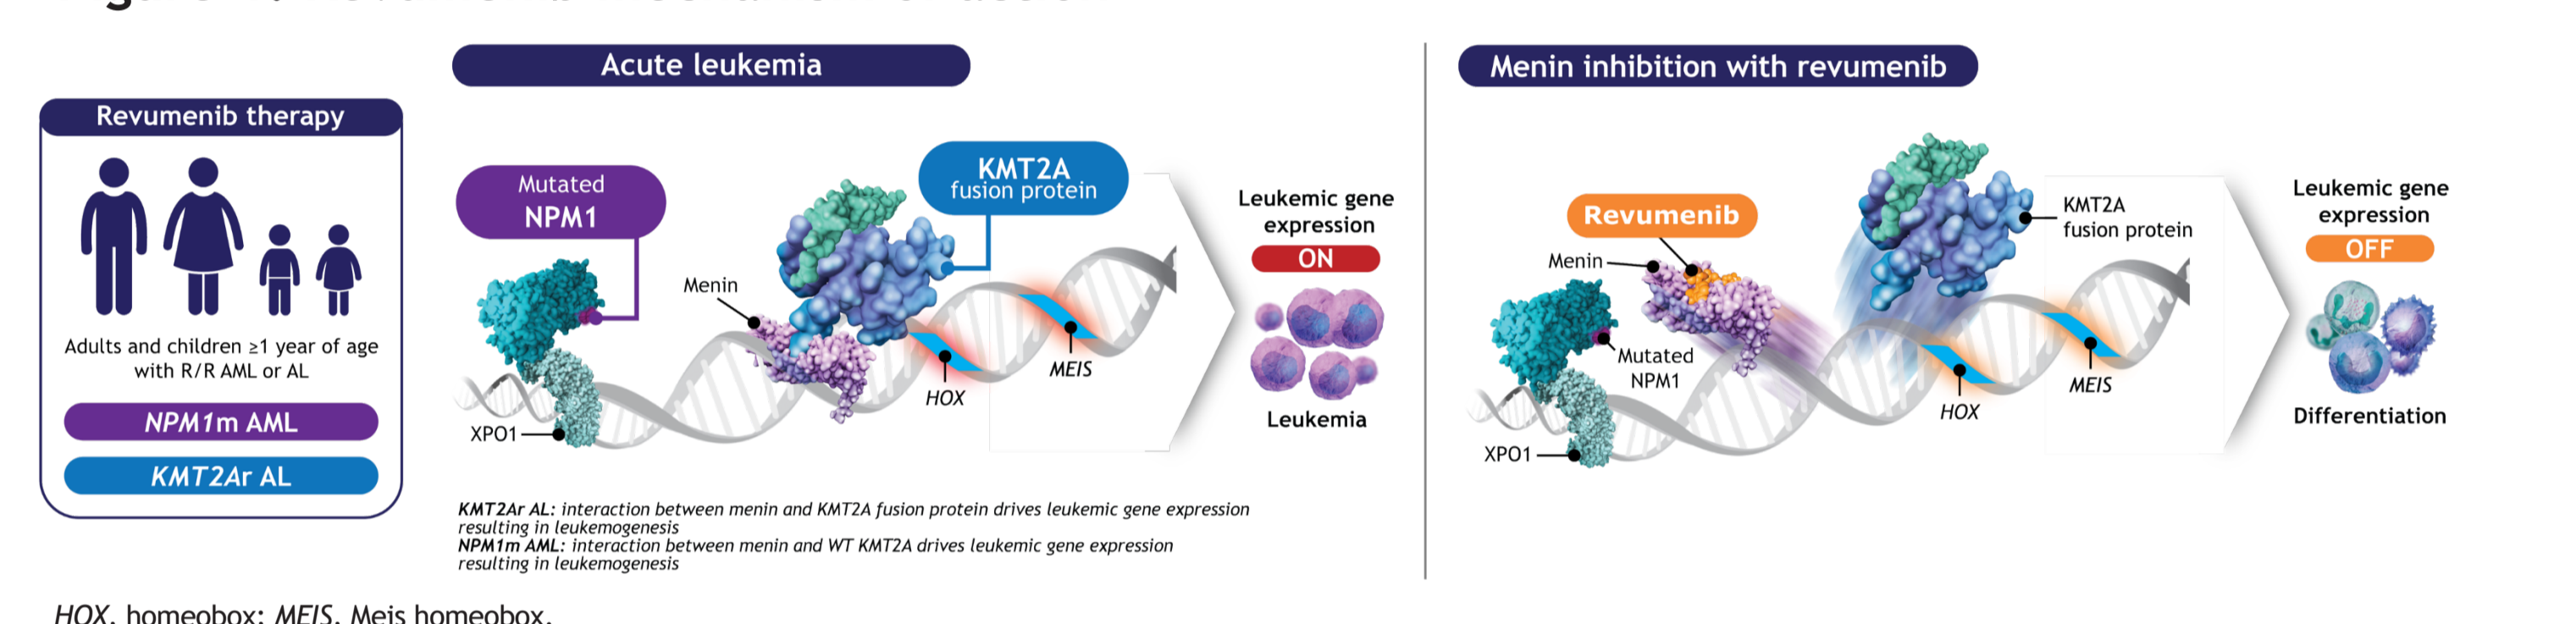 Revumenib therapy
Adults and children ≥1 year of age
with R/R AML or AL
NPM1m AML
KMT2Ar AL
Acute leukemia
Mutated
NPM1
KMT2A
fusion protein
Menin
XPO1
HOX
MEIS
Leukemic gene
expression
ON
Leukemia
KMT2Ar AL: interaction between menin and KMT2A fusion protein drives leukemic gene expression
resulting in leukemogenesis
NPM1m AML: interaction between menin and WT KMT2A drives leukemic gene expression
resulting in leukemogenesis
Menin inhibition with revumenib
Revumenib
Menin
Mutated
NPM1
XPO1
KMT2A
fusion protein
HOX
MEIS
Leukemic gene
expression
OFF
Differentiation
HOX, homeobox; MEIS, Meis homeobox.